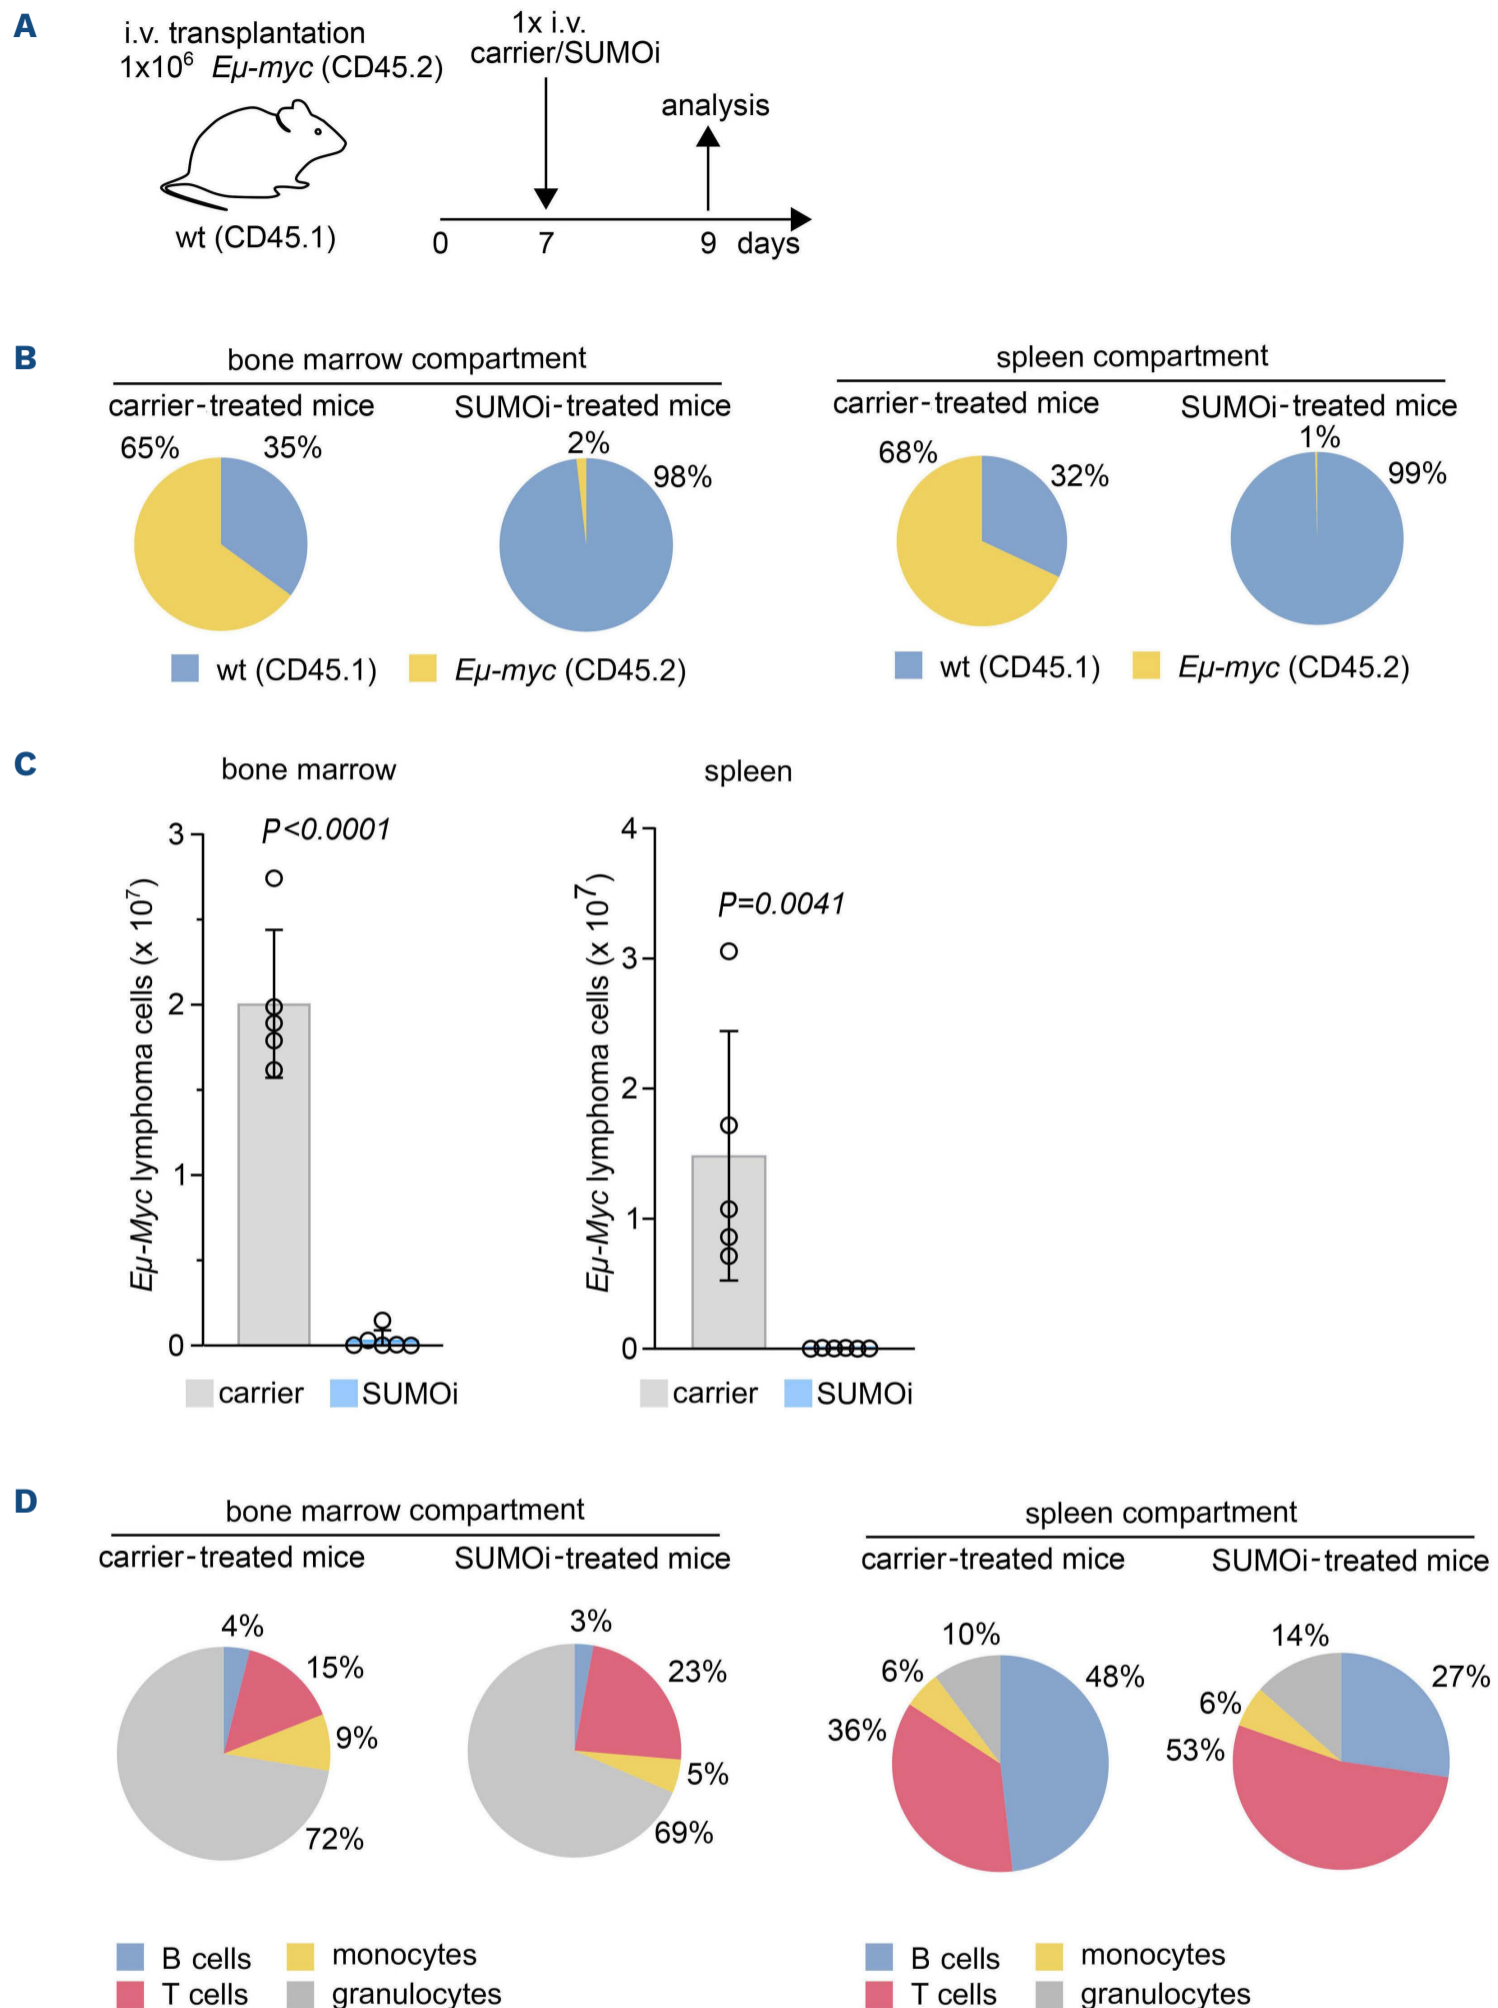 A
i.v. transplantation
1x10⁶ Eμ-myc (CD45.2)
wt (CD45.1)
1x i.v.
carrier/SUMOi
analysis
0 7 9 days
B
bone marrow compartment
carrier-treated mice SUMOi-treated mice
65% 35% 2% 98%
wt (CD45.1) Eμ-myc (CD45.2)
spleen compartment
carrier-treated mice SUMOi-treated mice
68% 32% 1% 99%
wt (CD45.1) Eμ-myc (CD45.2)
C
bone marrow
P<0.0001
Eμ-Myc lymphoma cells (x 10⁷)
3
2
1
0
carrier SUMOi
spleen
P=0.0041
Eμ-Myc lymphoma cells (x 10⁷)
4
3
2
1
0
carrier SUMOi
D
bone marrow compartment
carrier-treated mice SUMOi-treated mice
4% 15% 9% 72%
3% 23% 5% 69%
B cells monocytes
T cells granulocytes
spleen compartment
carrier-treated mice SUMOi-treated mice
10% 48% 6% 36%
14% 27% 6% 53%
B cells monocytes
T cells granulocytes